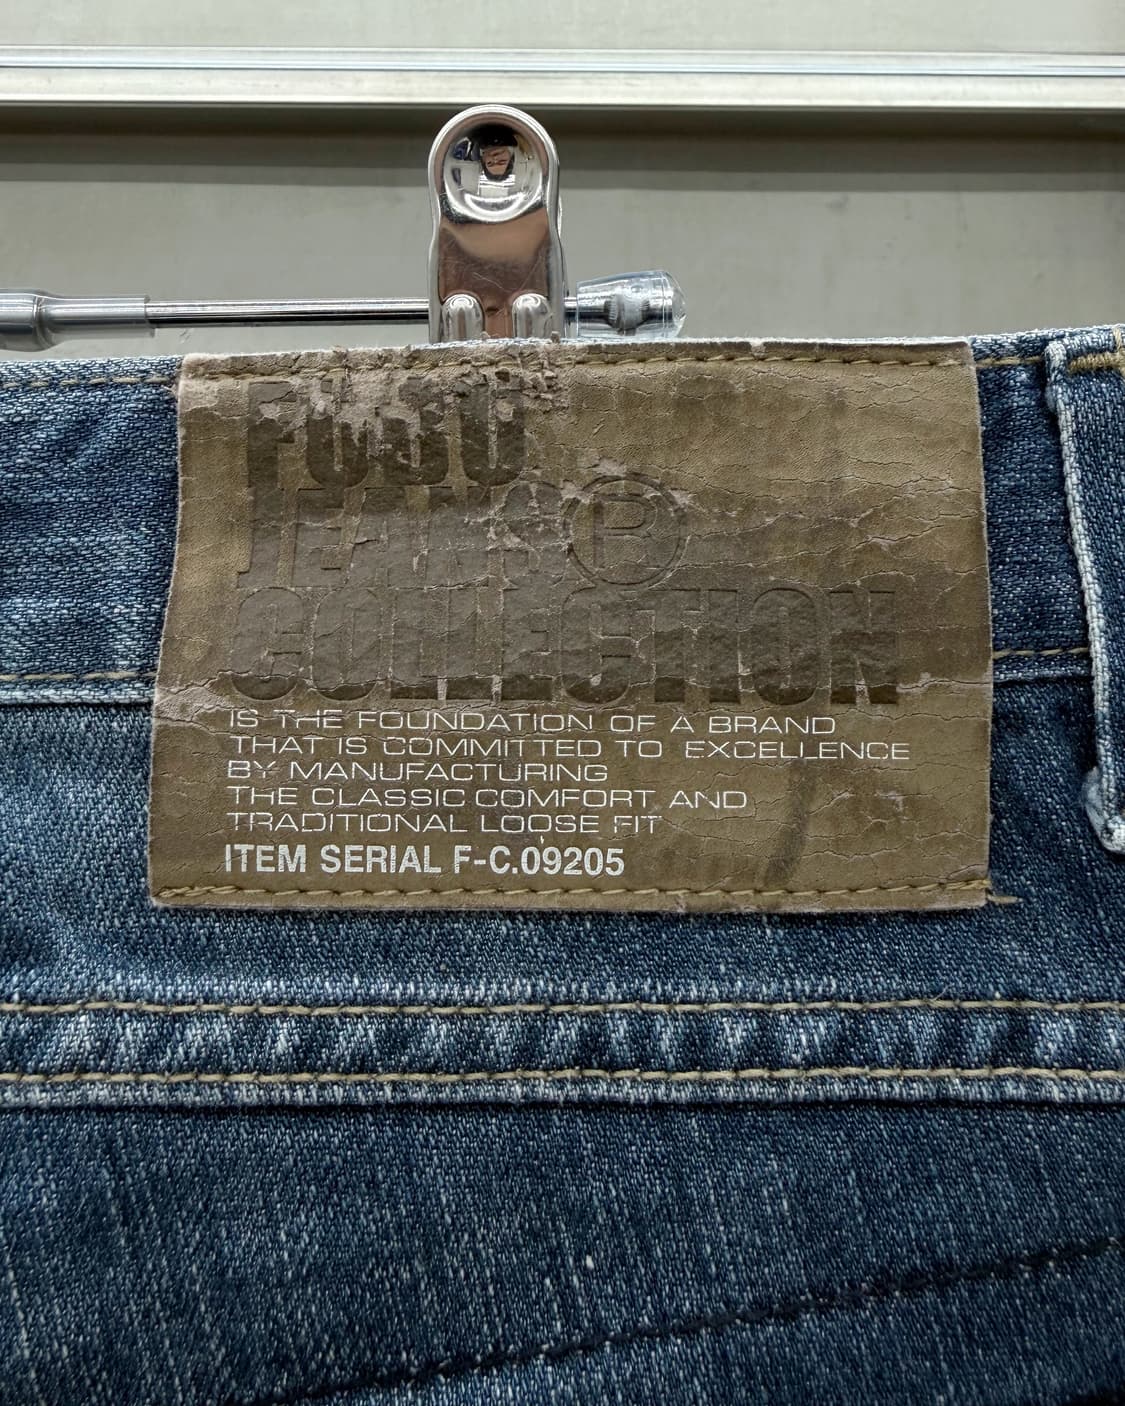 FUBU
JEANS®
COLLECTION
IS THE FOUNDATION OF A BRAND
THAT IS COMMITTED TO EXCELLENCE
BY MANUFACTURING
THE CLASSIC COMFORT AND
TRADITIONAL LOOSE FIT
ITEM SERIAL F-C.09205